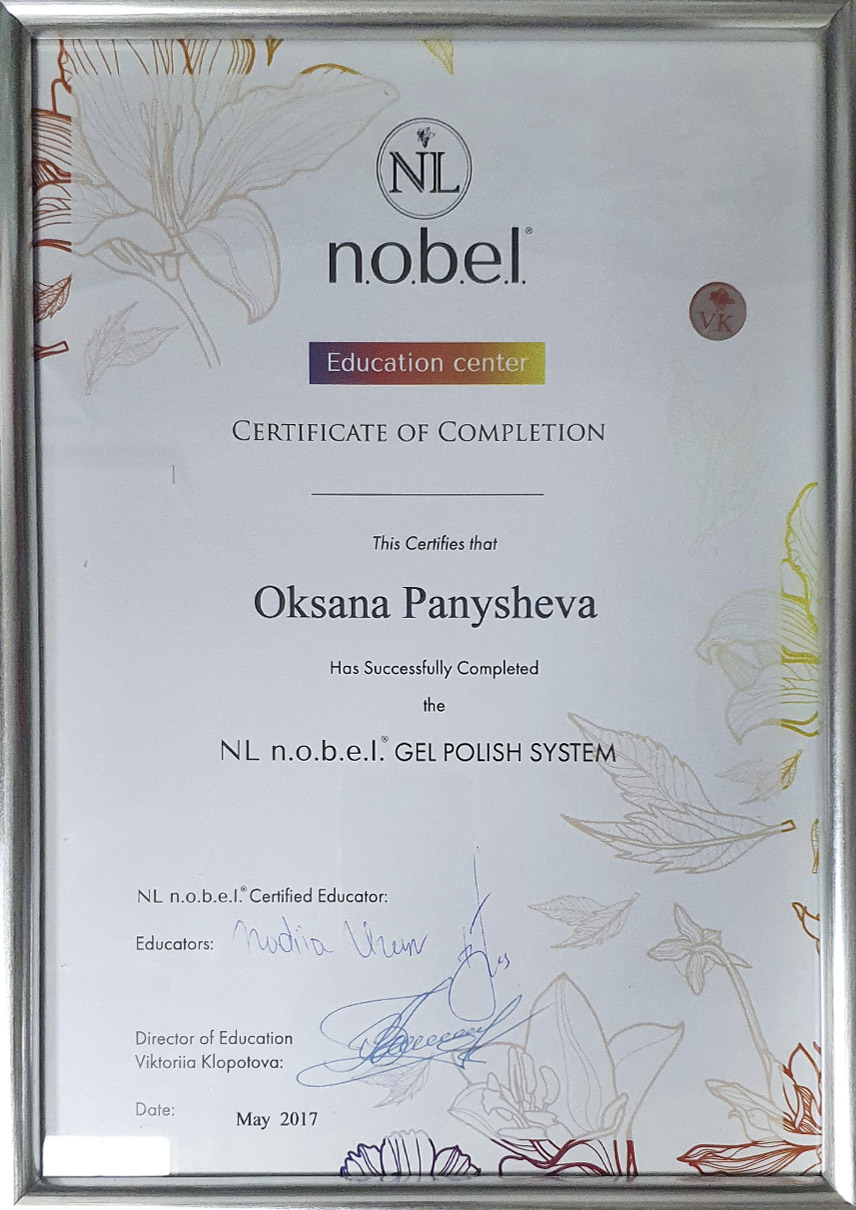 NL
n.o.b.e.l.®
VK
Education center
CERTIFICATE OF COMPLETION
This Certifies that
Oksana Panysheva
Has Successfully Completed
the
NL n.o.b.e.l.® GEL POLISH SYSTEM
NL n.o.b.e.l.® Certified Educator:
Educators: Nadiia
Director of Education
Viktoriia Klopotova:
Date: May 2017